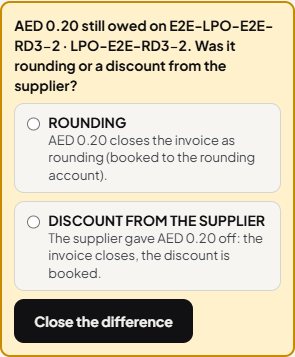 AED 0.20 still owed on E2E-LPO-E2E-
RD3-2 · LPO-E2E-RD3-2. Was it
rounding or a discount from the
supplier?
ROUNDING
AED 0.20 closes the invoice as
rounding (booked to the rounding
account).
DISCOUNT FROM THE SUPPLIER
The supplier gave AED 0.20 off: the
invoice closes, the discount is
booked.
Close the difference